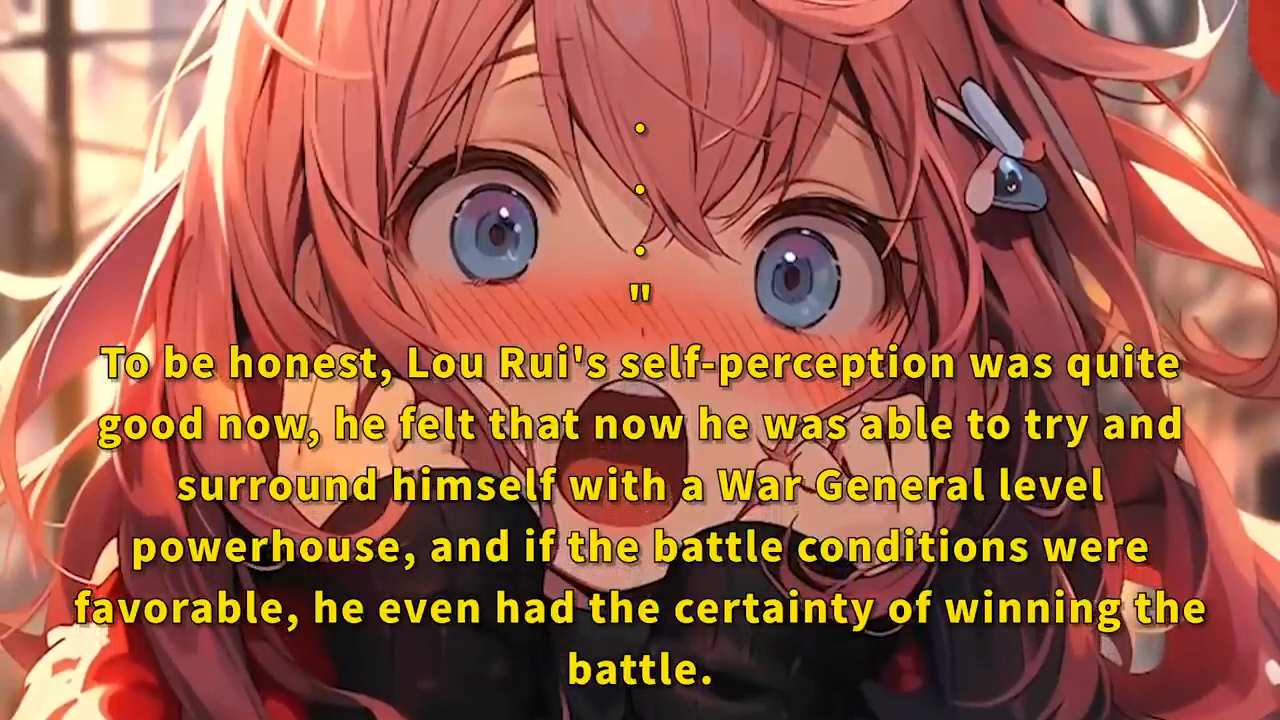 .
.
.
"
To be honest, Lou Rui's self-perception was quite
good now, he felt that now he was able to try and
surround himself with a War General level
powerhouse, and if the battle conditions were
favorable, he even had the certainty of winning the
battle.